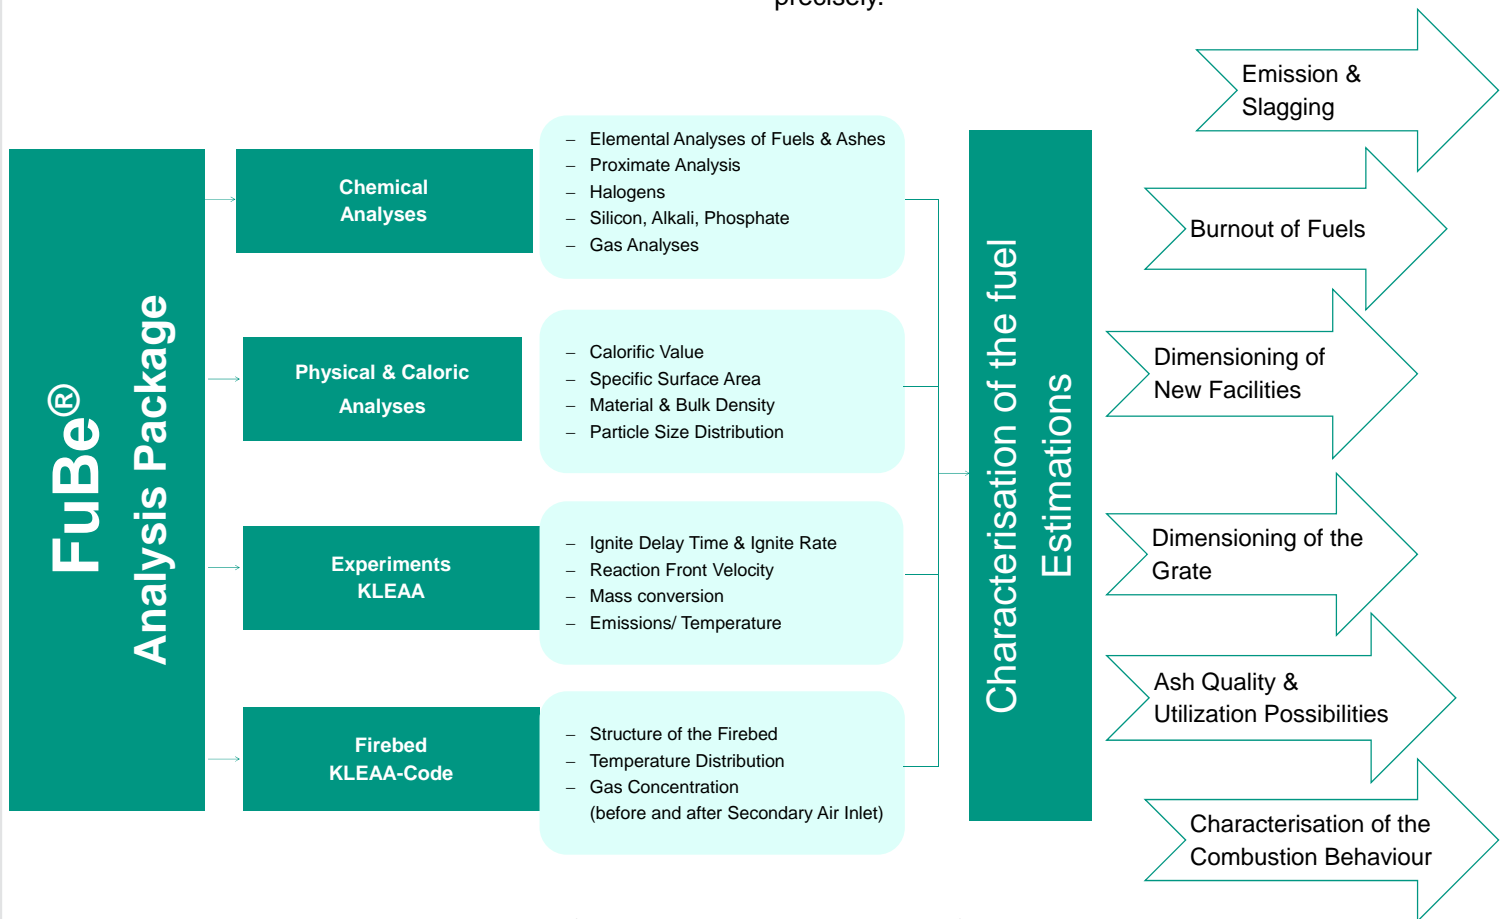 precisely.
FuBe®
Analysis Package
Chemical
Analyses
– Elemental Analyses of Fuels & Ashes
– Proximate Analysis
– Halogens
– Silicon, Alkali, Phosphate
– Gas Analyses
Physical & Caloric
Analyses
– Calorific Value
– Specific Surface Area
– Material & Bulk Density
– Particle Size Distribution
Experiments
KLEAA
– Ignite Delay Time & Ignite Rate
– Reaction Front Velocity
– Mass conversion
– Emissions/ Temperature
Firebed
KLEAA-Code
– Structure of the Firebed
– Temperature Distribution
– Gas Concentration
(before and after Secondary Air Inlet)
Characterisation of the fuel
Estimations
Emission &
Slagging
Burnout of Fuels
Dimensioning of
New Facilities
Dimensioning of the
Grate
Ash Quality &
Utilization Possibilities
Characterisation of the
Combustion Behaviour